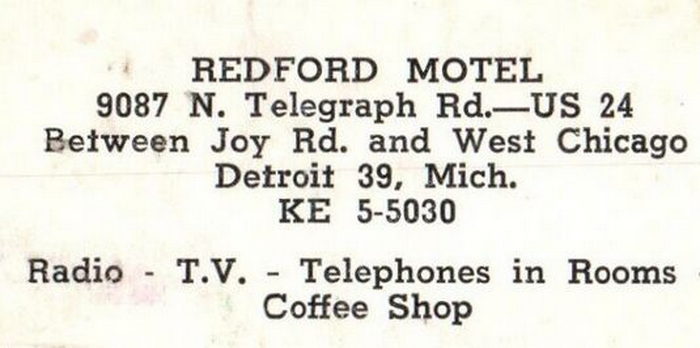 REDFORD MOTEL
9087 N. Telegraph Rd.—US 24
Between Joy Rd. and West Chicago
Detroit 39, Mich.
KE 5-5030
Radio - T.V. - Telephones in Rooms
Coffee Shop